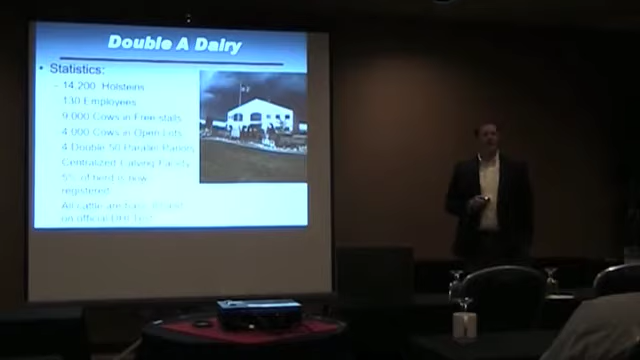 Double A Dairy
• Statistics:
– 14,200 Holsteins
130 Employees
9,000 Cows in Free stalls
4,000 Cows in Open Lots
4 Double 50 Parallel Parlors
Centralized Calving Facility
5% of herd is now
registered
All cattle are
on official